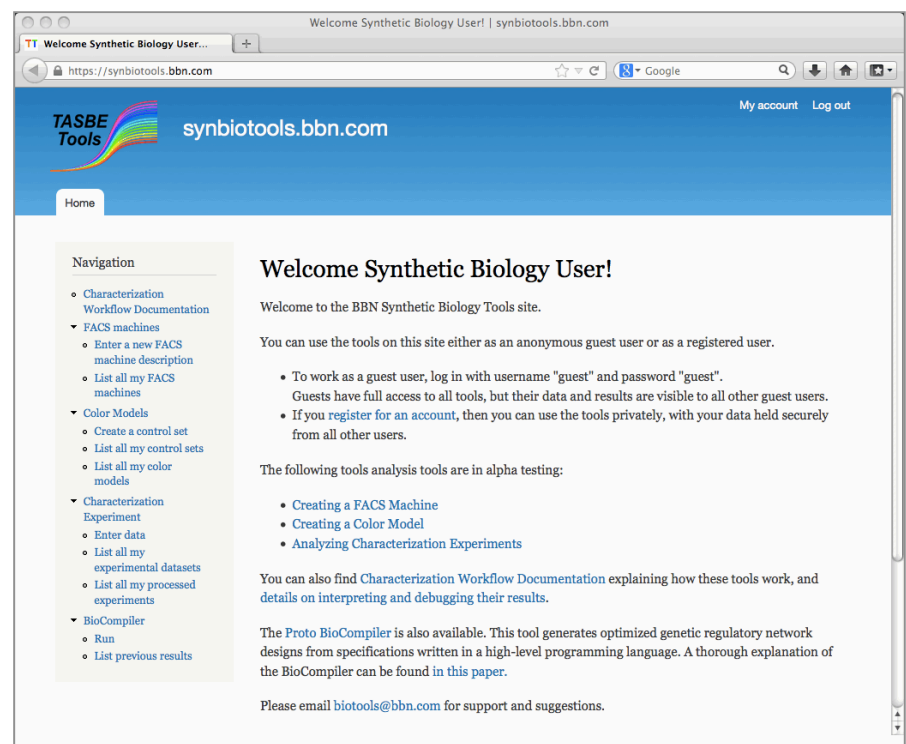 Welcome Synthetic Biology User! | synbiotools.bbn.com
TT Welcome Synthetic Biology User... +
https://synbiotools.bbn.com
8 Google
My account Log out
TASBE
Tools
synbiotools.bbn.com
Home
Navigation
Characterization
Workflow Documentation
FACS machines
Enter a new FACS
machine description
List all my FACS
machines
Color Models
Create a control set
List all my control sets
List all my color
models
Characterization
Experiment
Enter data
List all my
experimental datasets
List all my processed
experiments
BioCompiler
Run
List previous results
Welcome Synthetic Biology User!
Welcome to the BBN Synthetic Biology Tools site.
You can use the tools on this site either as an anonymous guest user or as a registered user.
• To work as a guest user, log in with username "guest" and password "guest".
Guests have full access to all tools, but their data and results are visible to all other guest users.
• If you register for an account, then you can use the tools privately, with your data held securely
from all other users.
The following tools analysis tools are in alpha testing:
• Creating a FACS Machine
• Creating a Color Model
• Analyzing Characterization Experiments
You can also find Characterization Workflow Documentation explaining how these tools work, and
details on interpreting and debugging their results.
The Proto BioCompiler is also available. This tool generates optimized genetic regulatory network
designs from specifications written in a high-level programming language. A thorough explanation of
the BioCompiler can be found in this paper.
Please email biotools@bbn.com for support and suggestions.